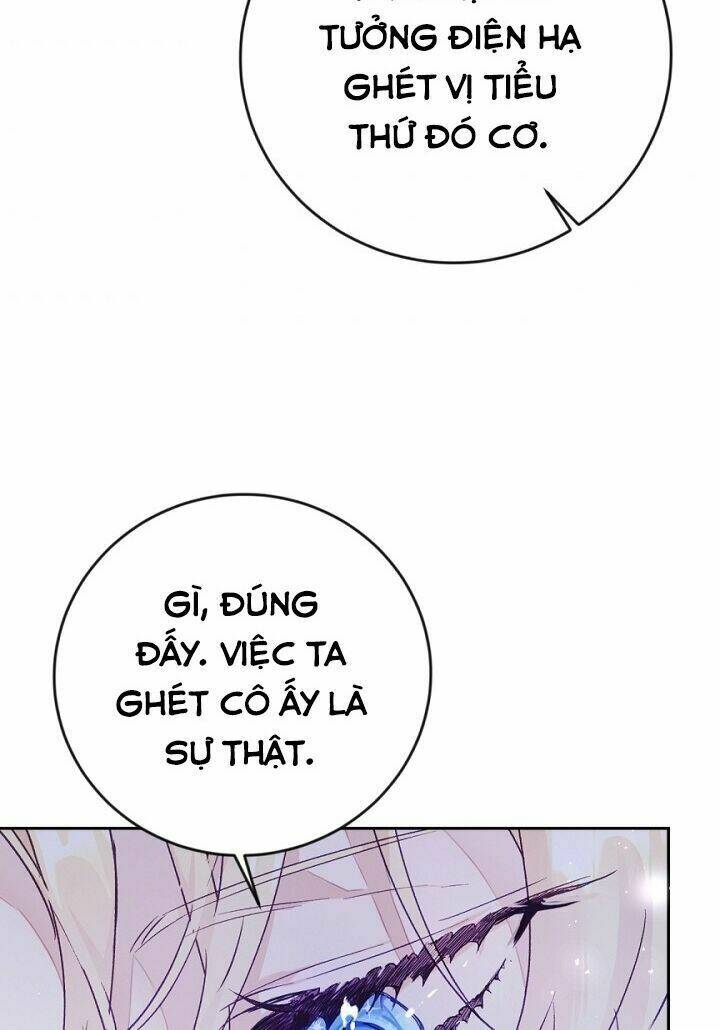 TƯỞNG ĐIỆN HẠ
GHÉT VỊ TIỂU
THỨ ĐÓ CƠ.
GÌ, ĐÚNG
ĐẤY. VIỆC TA
GHÉT CÔ ẤY LÀ
SỰ THẬT.